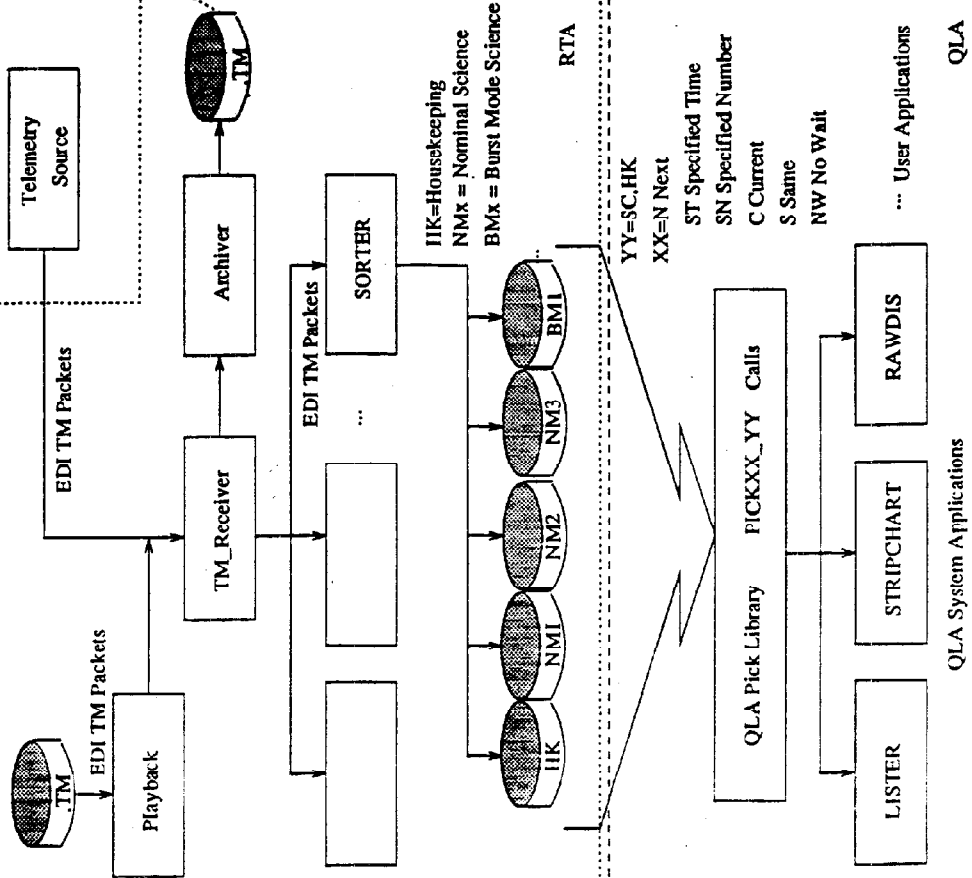 .TM
EDI TM Packets
Playback
Telemetry
Source
EDI TM Packets
TM_Receiver
Archiver
.TM
EDI TM Packets
...
SORTER
HK=Housekeeping
NMx = Nominal Science
BMx = Burst Mode Science
HK
NM1
NM2
NM3
BM1
...
RTA
YY=SC,HK
XX=N Next
ST Specified Time
SN Specified Number
C Current
S Same
NW No Wait
QLA Pick Library PICKXX_YY Calls
LISTER
STRIPCHART
RAWDIS
... User Applications
QLA System Applications
QLA